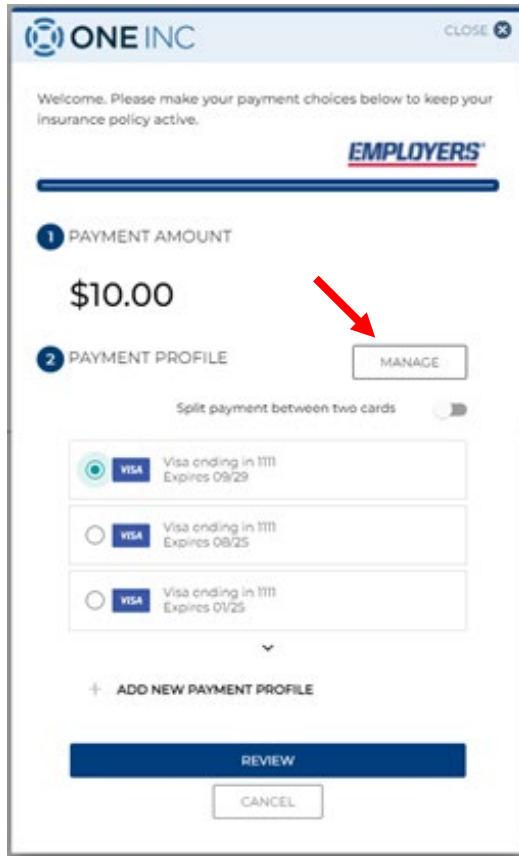 ONE INC
CLOSE
Welcome. Please make your payment choices below to keep your
insurance policy active.
EMPLOYERS®
1 PAYMENT AMOUNT
$10.00
2 PAYMENT PROFILE
MANAGE
Split payment between two cards
VISA Visa ending in 1111
Expires 09/29
VISA Visa ending in 1111
Expires 08/25
VISA Visa ending in 1111
Expires 01/25
+ ADD NEW PAYMENT PROFILE
REVIEW
CANCEL